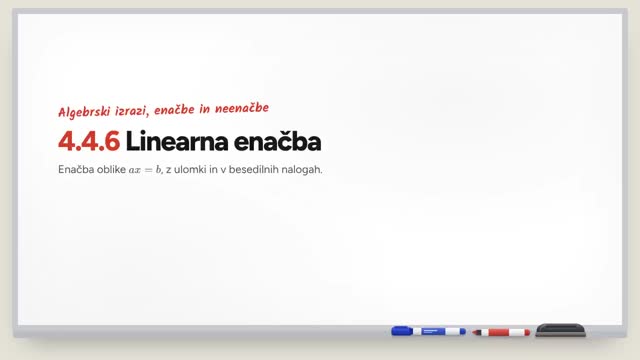 Algebrski izrazi, enačbe in neenačbe
4.4.6 Linearna enačba
Enačba oblike ax = b, z ulomki in v besedilnih nalogah.